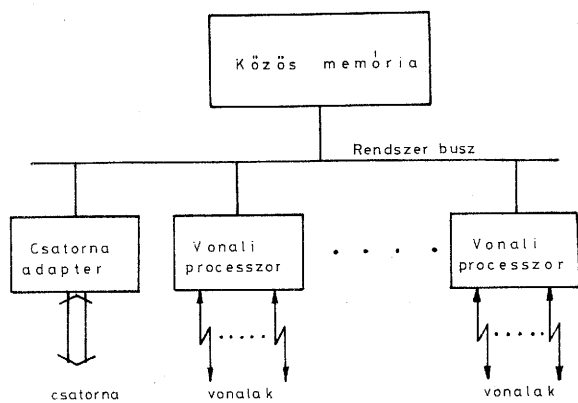 Közös memória
Rendszer busz
Csatorna
adapter
Vonali
processzor
Vonali
processzor
csatorna
vonalak
vonalak